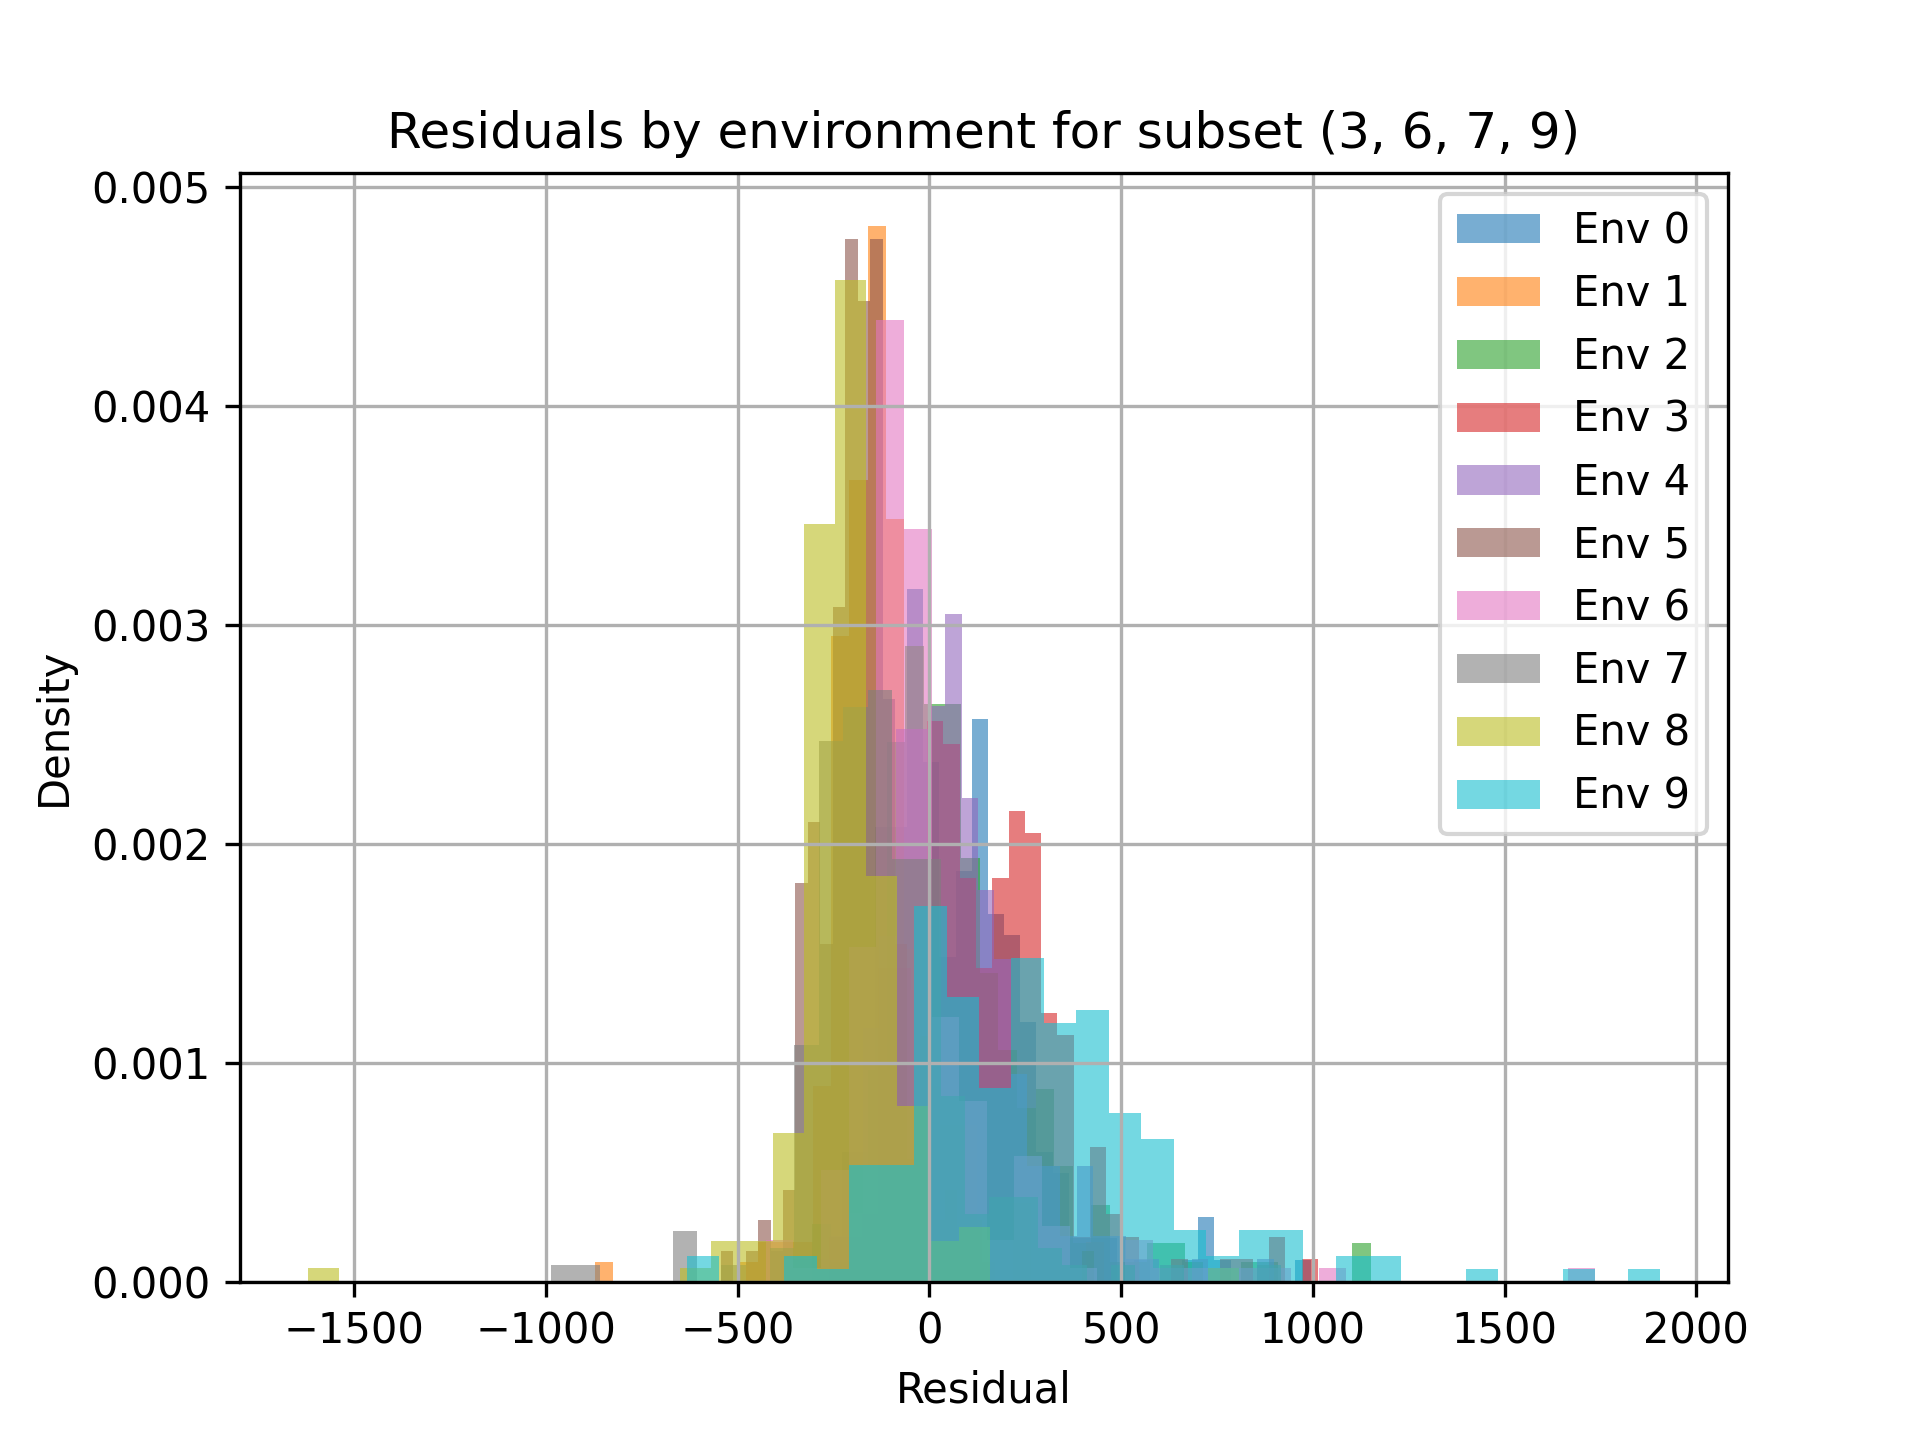 Residuals by environment for subset (3, 6, 7, 9)
0.005
0.004
0.003
0.002
0.001
0.000
Density
−1500
−1000
−500
0
500
1000
1500
2000
Residual
Env 0
Env 1
Env 2
Env 3
Env 4
Env 5
Env 6
Env 7
Env 8
Env 9